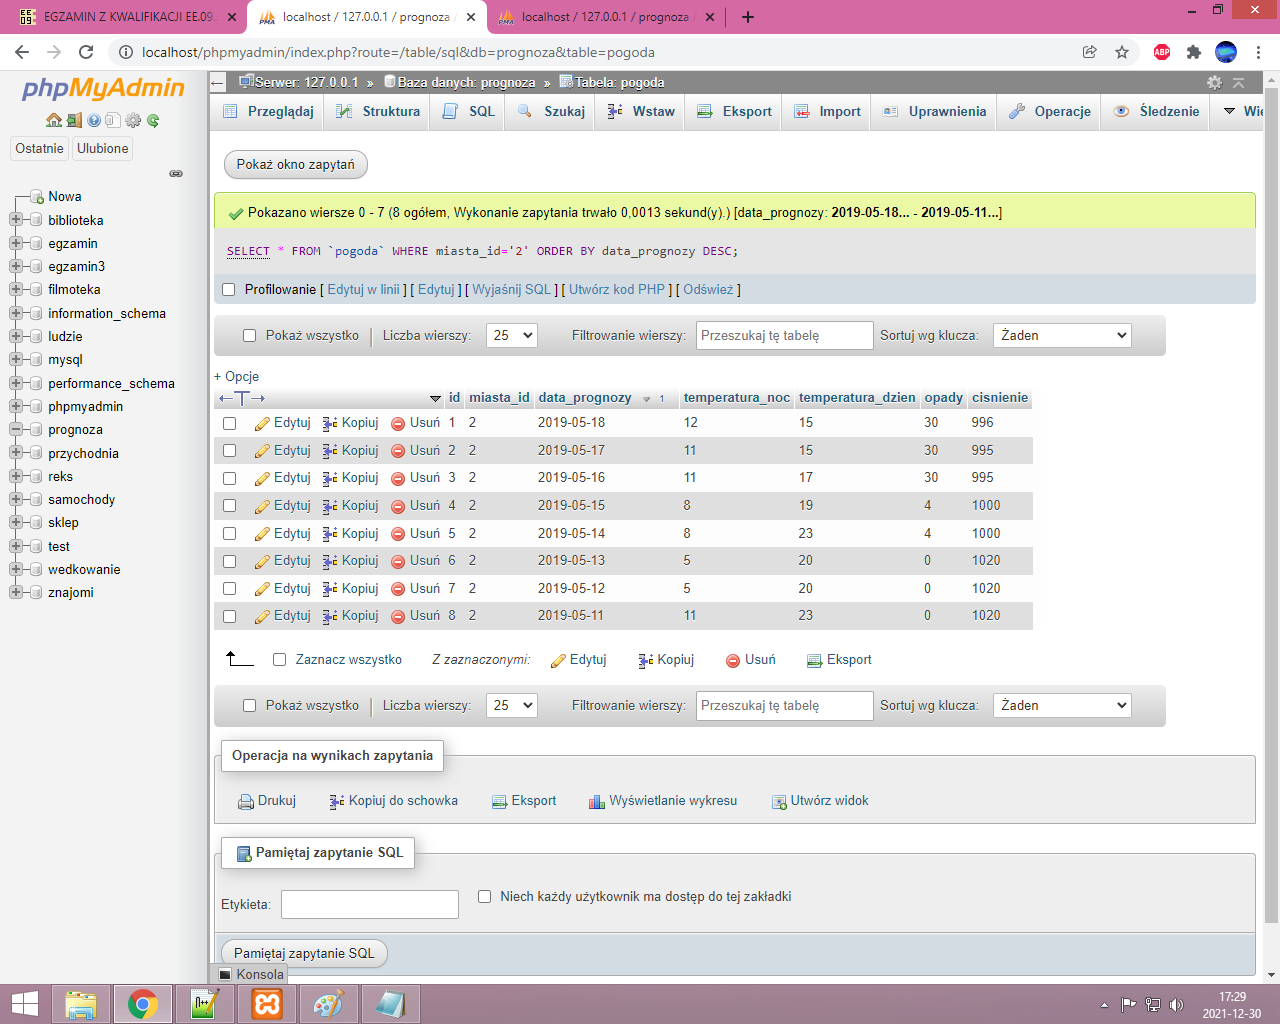 EGZAMIN Z KWALIFIKACJI EE.09
localhost / 127.0.0.1 / prognoza
localhost / 127.0.0.1 / prognoza
localhost/phpmyadmin/index.php?route=/table/sql&db=prognoza&table=pogoda
ABP
phpMyAdmin
Ostatnie
Ulubione
Nowa
biblioteka
egzamin
egzamin3
filmoteka
information_schema
ludzie
mysql
performance_schema
phpmyadmin
prognoza
przychodnia
reks
samochody
sklep
test
wedkowanie
znajomi
Serwer: 127.0.0.1 » Baza danych: prognoza » Tabela: pogoda
Przeglądaj Struktura SQL Szukaj Wstaw Eksport Import Uprawnienia Operacje Śledzenie Wię
Pokaż okno zapytań
Pokazano wiersze 0 - 7 (8 ogółem, Wykonanie zapytania trwało 0,0013 sekund(y).) [data_prognozy: 2019-05-18... - 2019-05-11...]
SELECT * FROM `pogoda` WHERE miasta_id='2' ORDER BY data_prognozy DESC;
Profilowanie [ Edytuj w linii ] [ Edytuj ] [ Wyjaśnij SQL ] [ Utwórz kod PHP ] [ Odśwież ]
Pokaż wszystko Liczba wierszy: 25 Filtrowanie wierszy: Przeszukaj tę tabelę Sortuj wg klucza: Żaden
+ Opcje
id miasta_id data_prognozy 1 temperatura_noc temperatura_dzien opady cisnienie
Edytuj Kopiuj Usuń 1 2 2019-05-18 12 15 30 996
Edytuj Kopiuj Usuń 2 2 2019-05-17 11 15 30 995
Edytuj Kopiuj Usuń 3 2 2019-05-16 11 17 30 995
Edytuj Kopiuj Usuń 4 2 2019-05-15 8 19 4 1000
Edytuj Kopiuj Usuń 5 2 2019-05-14 8 23 4 1000
Edytuj Kopiuj Usuń 6 2 2019-05-13 5 20 0 1020
Edytuj Kopiuj Usuń 7 2 2019-05-12 5 20 0 1020
Edytuj Kopiuj Usuń 8 2 2019-05-11 11 23 0 1020
Zaznacz wszystko Z zaznaczonymi: Edytuj Kopiuj Usuń Eksport
Pokaż wszystko Liczba wierszy: 25 Filtrowanie wierszy: Przeszukaj tę tabelę Sortuj wg klucza: Żaden
Operacja na wynikach zapytania
Drukuj Kopiuj do schowka Eksport Wyświetlanie wykresu Utwórz widok
Pamiętaj zapytanie SQL
Etykieta: Niech każdy użytkownik ma dostęp do tej zakładki
Pamiętaj zapytanie SQL
Konsola
17:29
2021-12-30